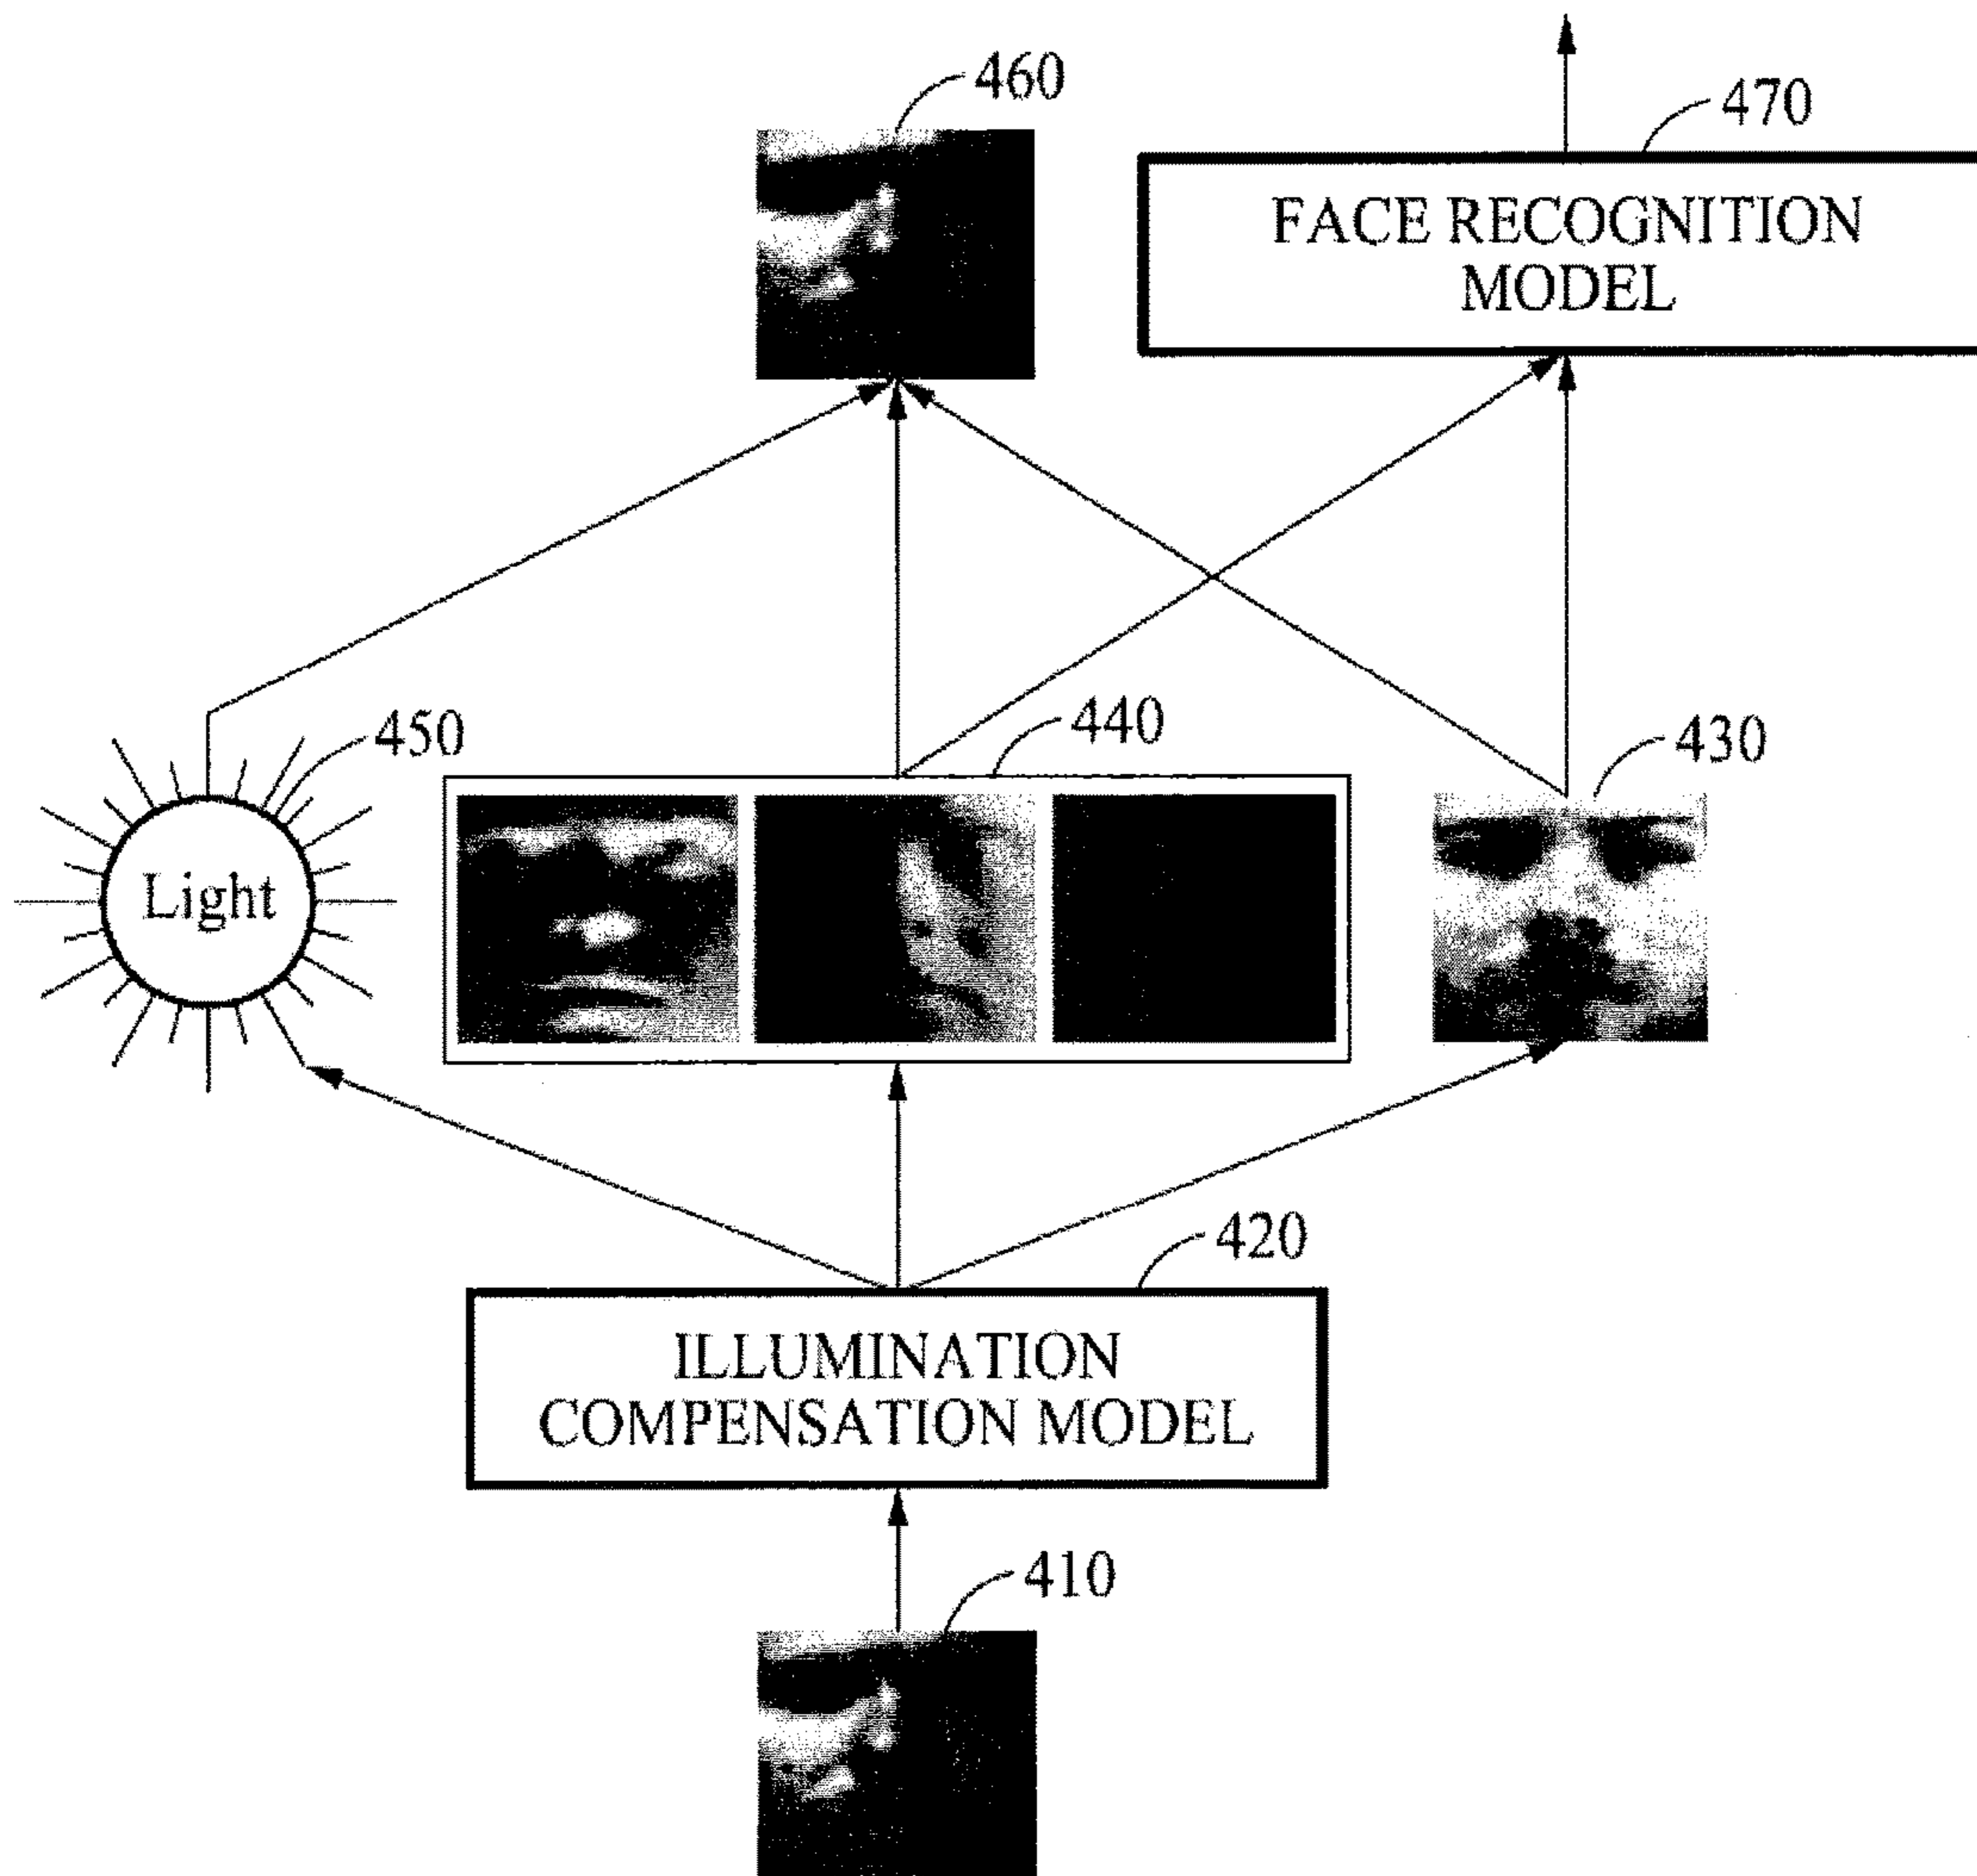 460
470
FACE RECOGNITION
MODEL
450
440
430
Light
420
ILLUMINATION
COMPENSATION MODEL
410